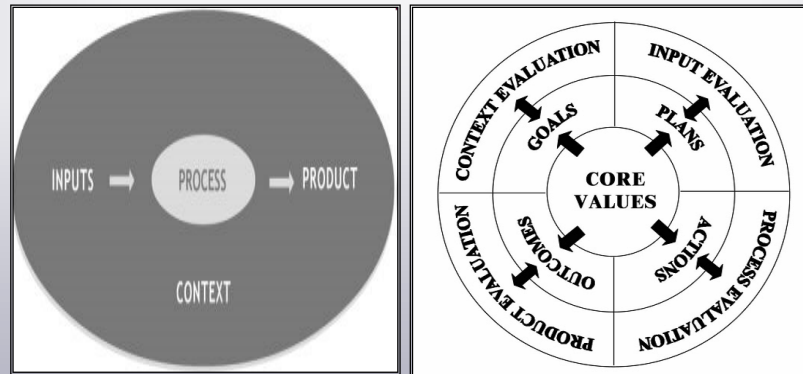 INPUTS
PROCESS
PRODUCT
CONTEXT
CONTEXT EVALUATION
INPUT EVALUATION
GOALS
PLANS
CORE
VALUES
OUTCOMES
ACTIONS
PRODUCT EVALUATION
PROCESS EVALUATION